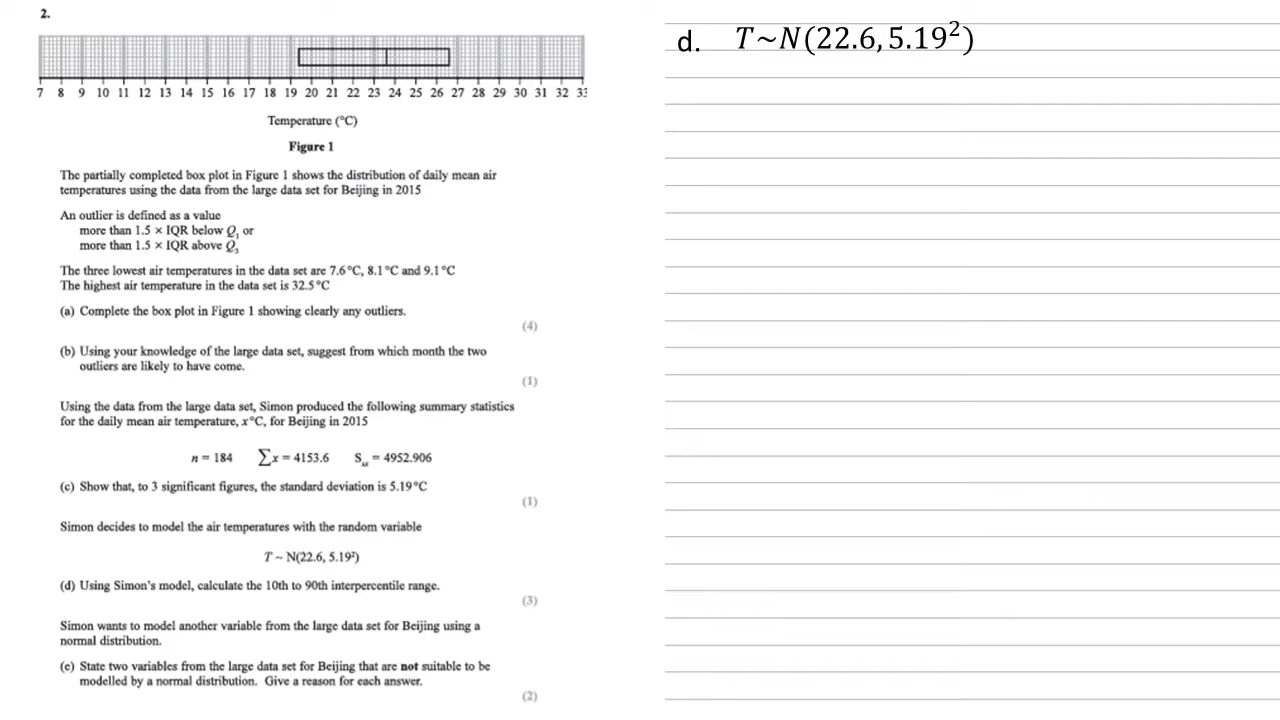 2.
7 8 9 10 11 12 13 14 15 16 17 18 19 20 21 22 23 24 25 26 27 28 29 30 31 32
Temperature (°C)
Figure 1
The partially completed box plot in Figure 1 shows the distribution of daily mean air
temperatures using the data from the large data set for Beijing in 2015
An outlier is defined as a value
more than 1.5 × IQR below Q₁ or
more than 1.5 × IQR above Q₃
The three lowest air temperatures in the data set are 7.6 °C, 8.1 °C and 9.1 °C
The highest air temperature in the data set is 32.5 °C
(a) Complete the box plot in Figure 1 showing clearly any outliers.
(4)
(b) Using your knowledge of the large data set, suggest from which month the two
outliers are likely to have come.
(1)
Using the data from the large data set, Simon produced the following summary statistics
for the daily mean air temperature, x °C, for Beijing in 2015
n = 184 ∑x = 4153.6 Sₓₓ = 4952.906
(c) Show that, to 3 significant figures, the standard deviation is 5.19 °C
(1)
Simon decides to model the air temperatures with the random variable
T ~ N(22.6, 5.19²)
(d) Using Simon's model, calculate the 10th to 90th interpercentile range.
(3)
Simon wants to model another variable from the large data set for Beijing using a
normal distribution.
(e) State two variables from the large data set for Beijing that are not suitable to be
modelled by a normal distribution. Give a reason for each answer.
(2)
d. T~N(22.6, 5.19²)